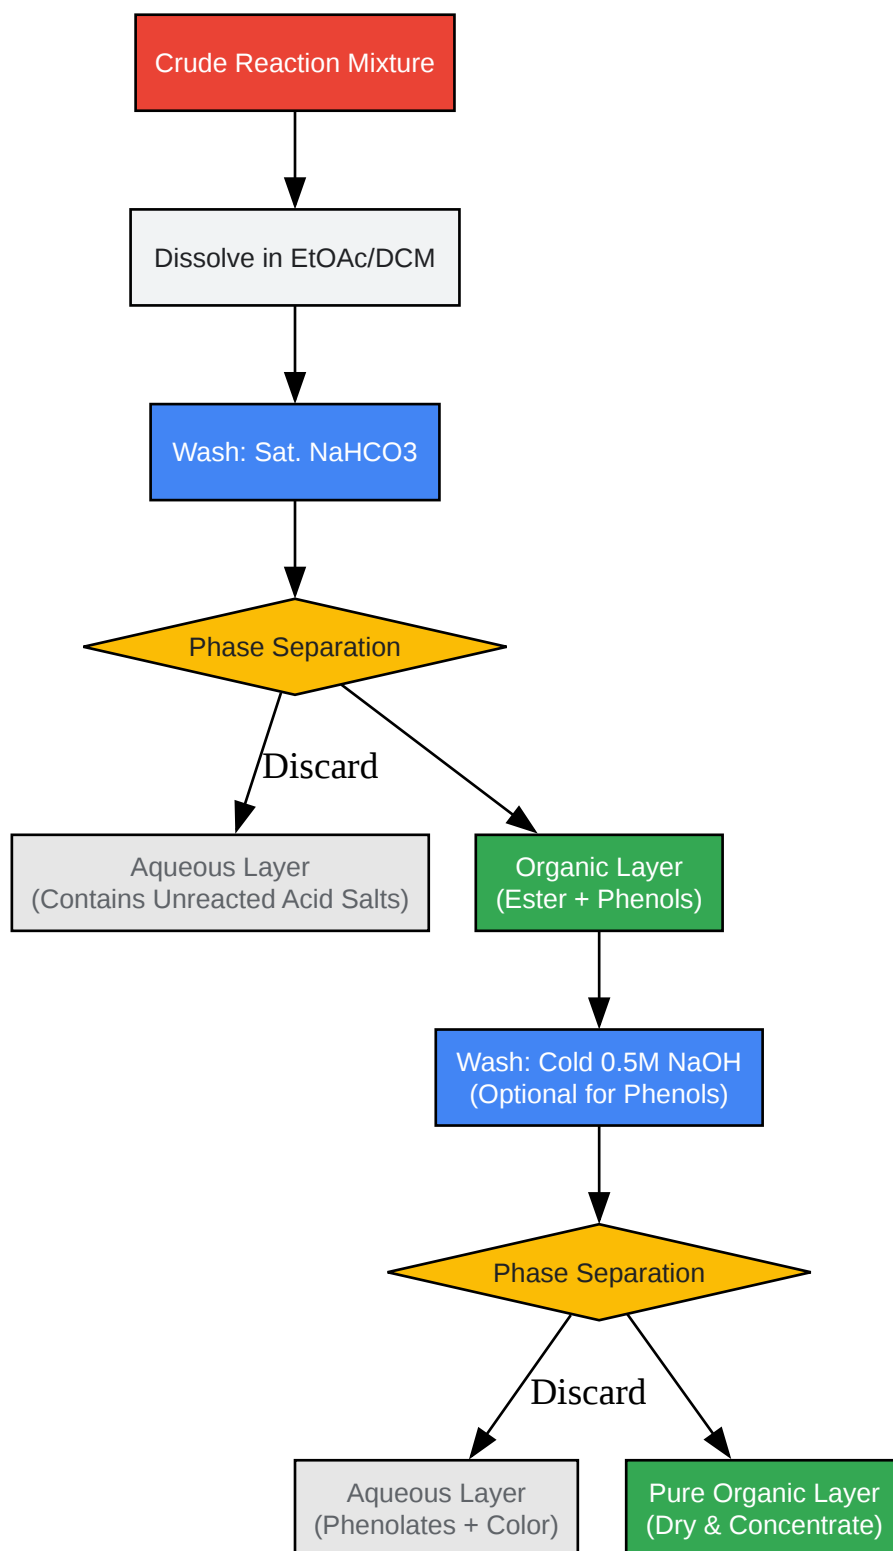 Crude Reaction Mixture
Dissolve in EtOAc/DCM
Wash: Sat. NaHCO3
Phase Separation
Discard
Aqueous Layer
(Contains Unreacted Acid Salts)
Organic Layer
(Ester + Phenols)
Wash: Cold 0.5M NaOH
(Optional for Phenols)
Phase Separation
Discard
Aqueous Layer
(Phenolates + Color)
Pure Organic Layer
(Dry & Concentrate)